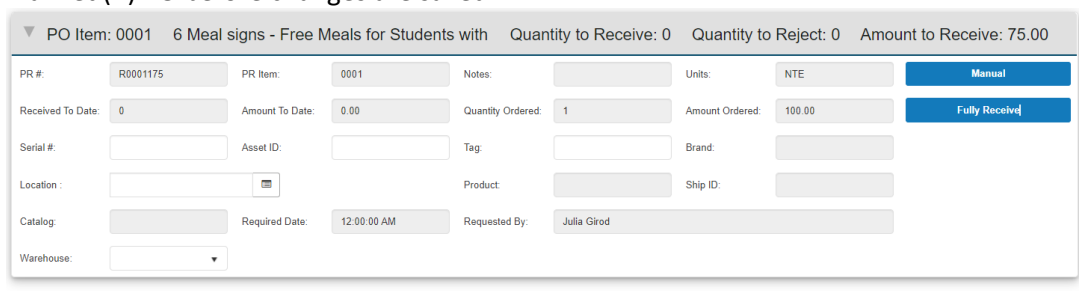 PO Item: 0001 6 Meal signs - Free Meals for Students with Quantity to Receive: 0 Quantity to Reject: 0 Amount to Receive: 75.00
PR #: R0001175 PR Item: 0001 Notes: Units: NTE Manual
Received To Date: 0 Amount To Date: 0.00 Quantity Ordered: 1 Amount Ordered: 100.00 Fully Receive
Serial #: Asset ID: Tag: Brand:
Location : Product: Ship ID:
Catalog: Required Date: 12:00:00 AM Requested By: Julia Girod
Warehouse: